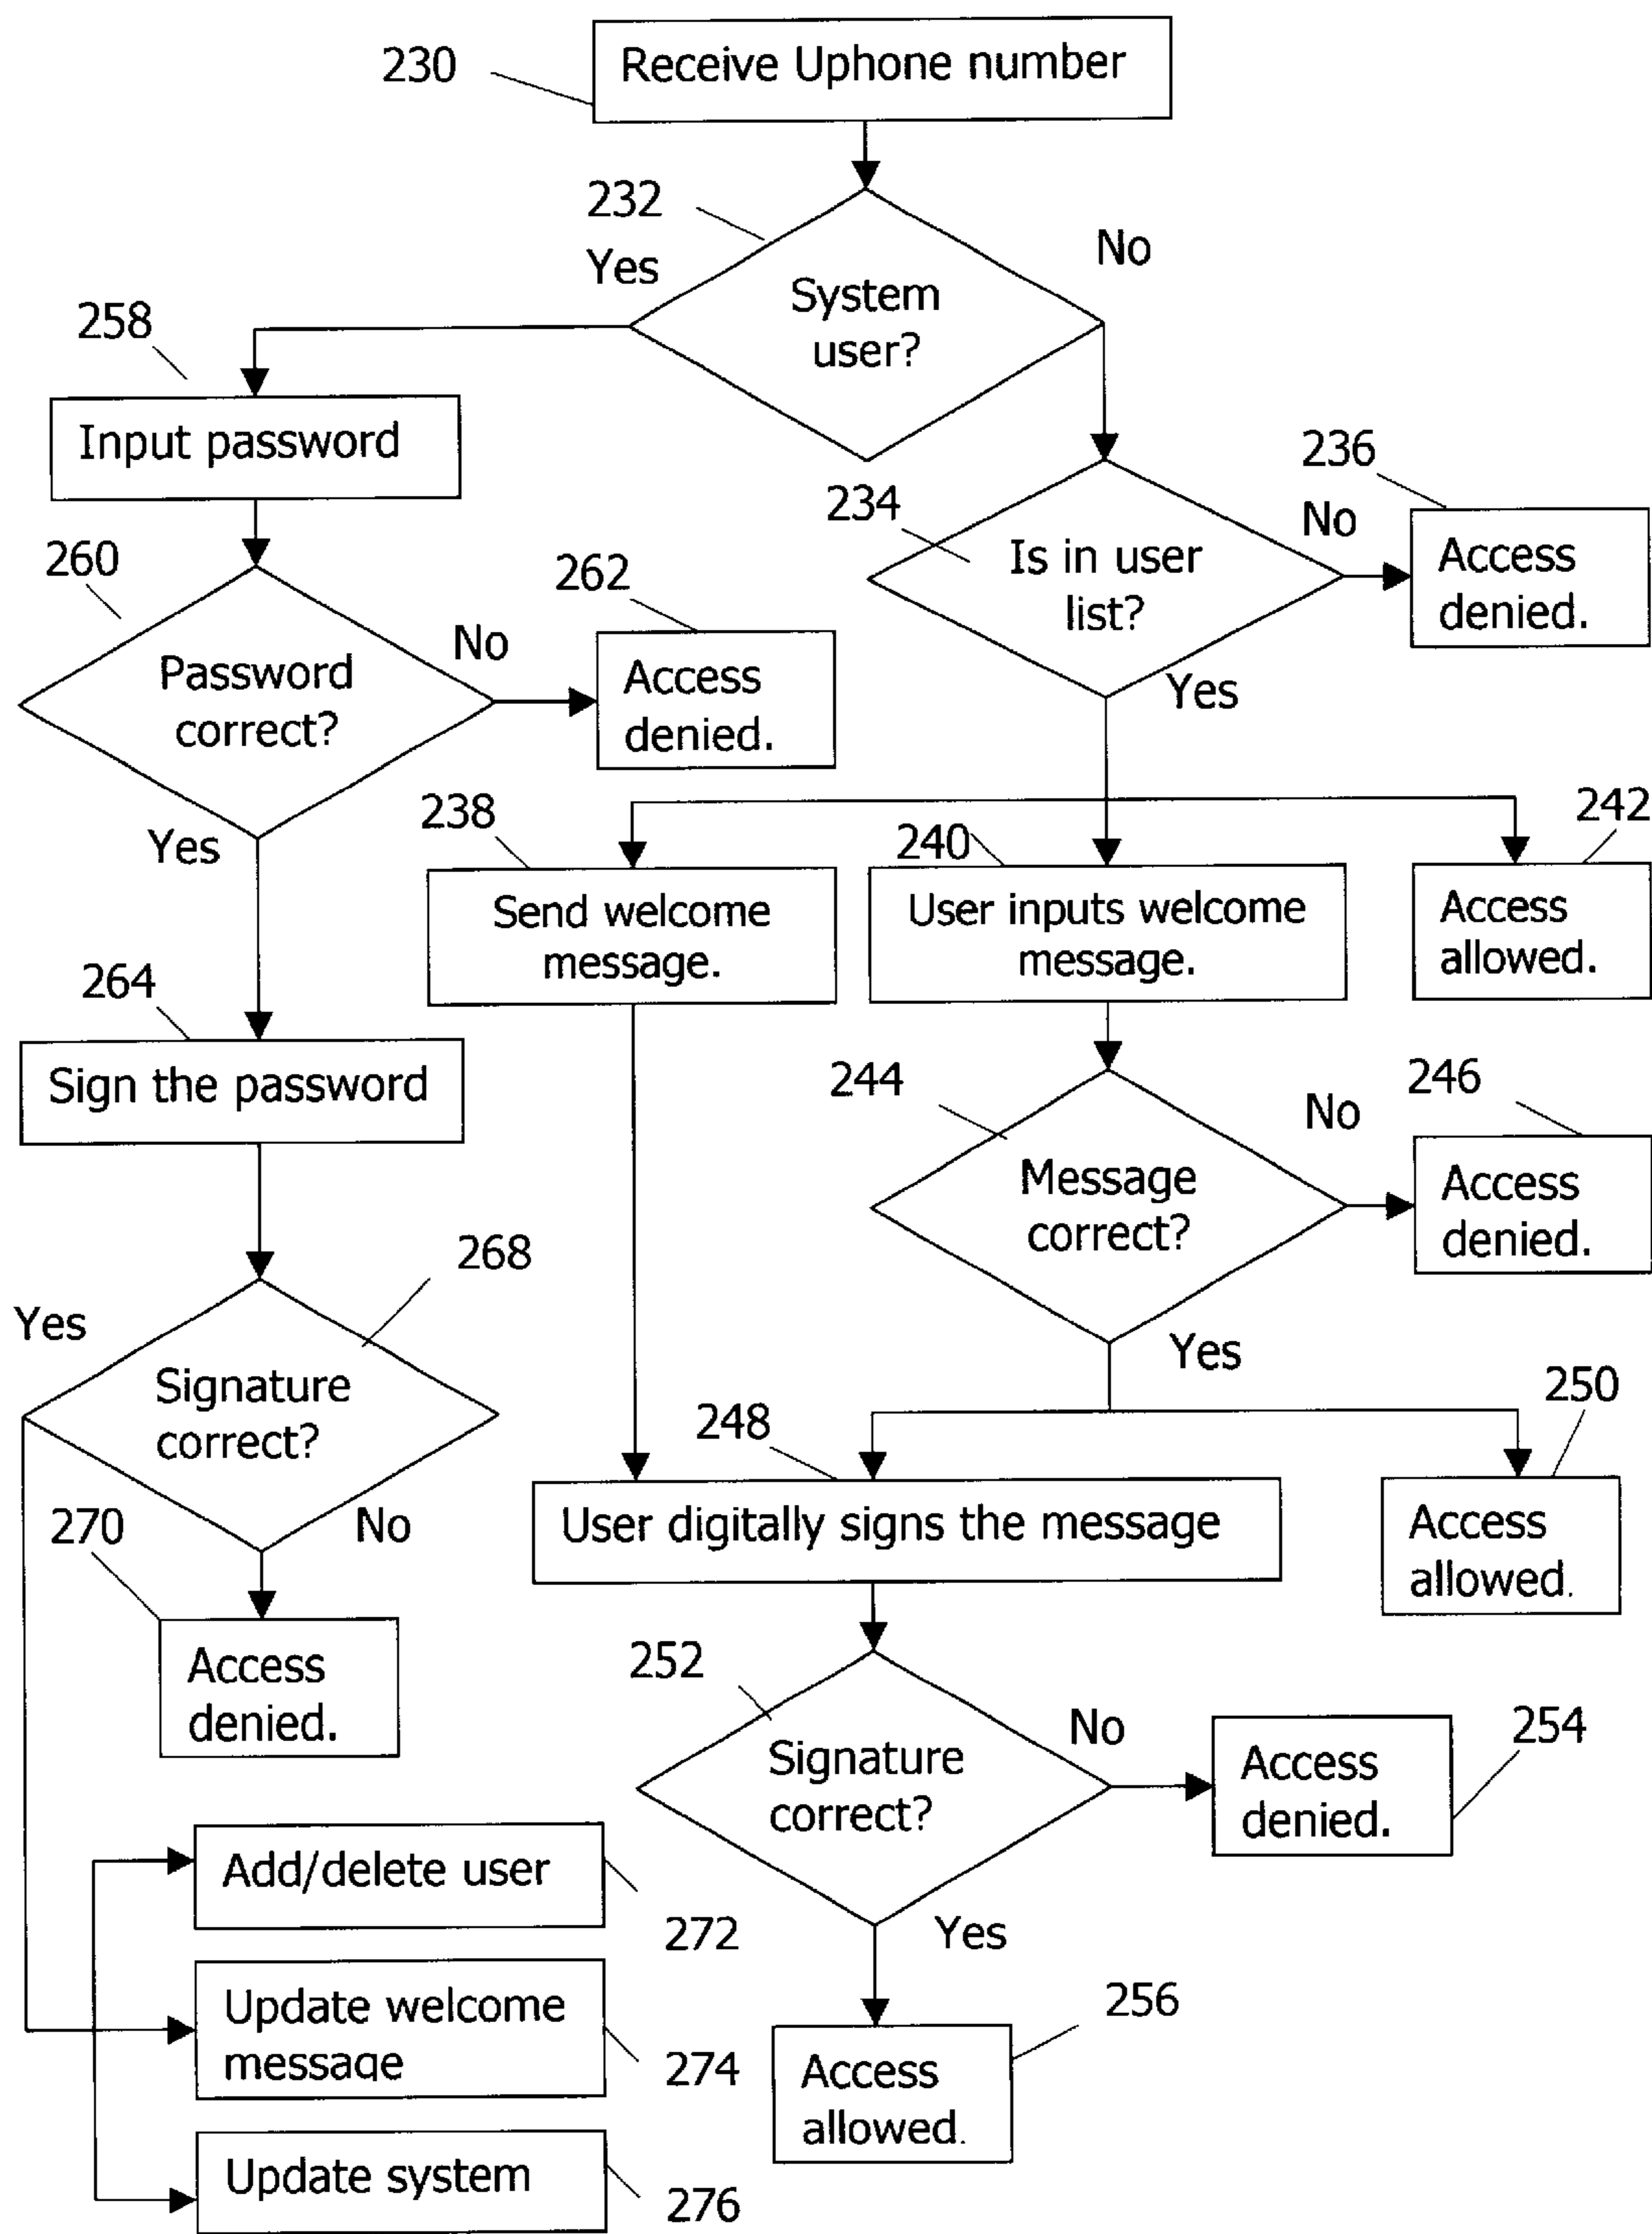 230
Receive Uphone number
232
Yes
No
System
user?
258
Input password
236
234
No
Is in user
list?
Access
denied.
260
262
No
Password
correct?
Access
denied.
Yes
Yes
238
240
242
Send welcome
message.
User inputs welcome
message.
Access
allowed.
264
Sign the password
244
246
No
Message
correct?
Access
denied.
268
Yes
Signature
correct?
Yes
250
248
270
No
User digitally signs the message
Access
allowed.
Access
denied.
252
No
254
Signature
correct?
Access
denied.
Add/delete user
272
Yes
Update welcome
message
274
256
Access
allowed.
Update system
276